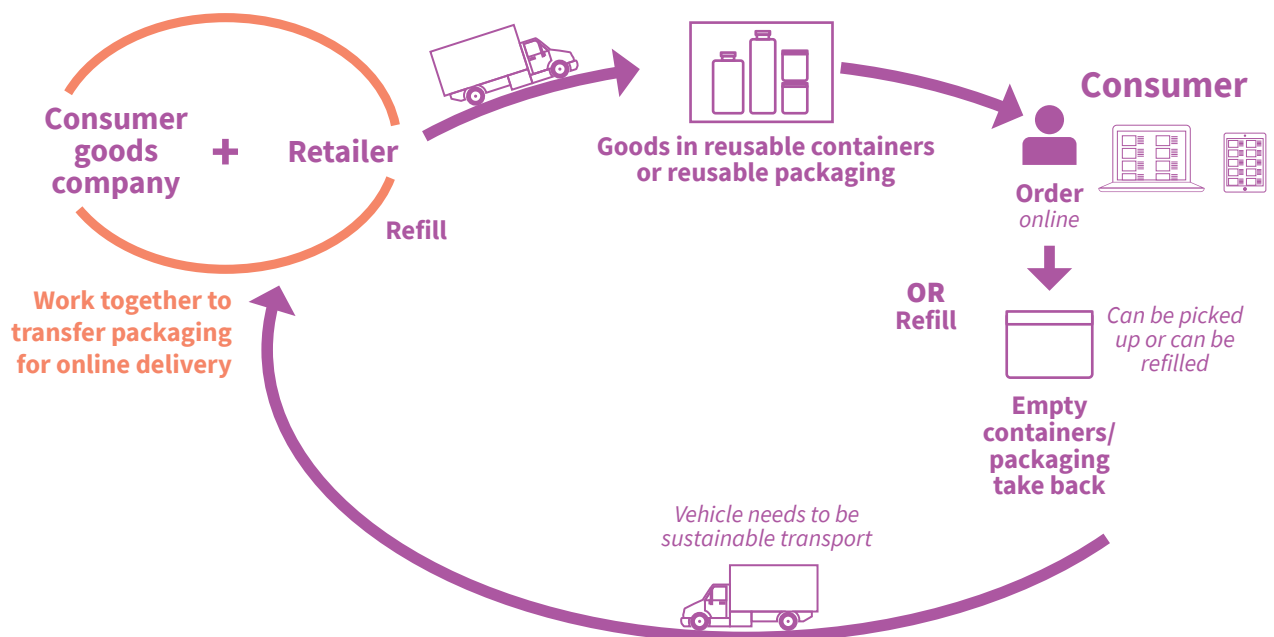 Consumer
goods
company
+
Retailer
Refill
Work together to
transfer packaging
for online delivery
Goods in reusable containers
or reusable packaging
Consumer
Order
online
OR
Refill
Can be picked
up or can be
refilled
Empty
containers/
packaging
take back
Vehicle needs to be
sustainable transport